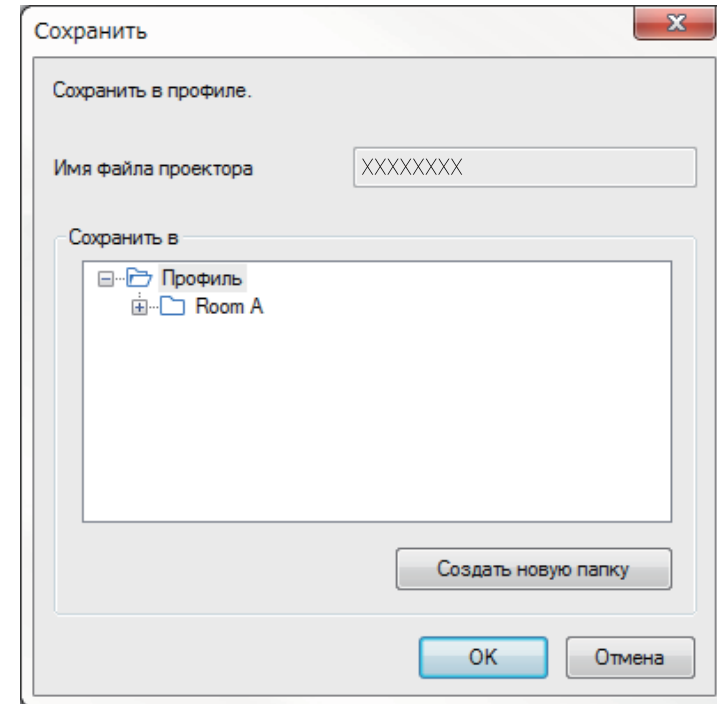 Сохранить
Сохранить в профиле.
Имя файла проектора XXXXXXXX
Сохранить в
Профиль
Room A
Создать новую папку
OK Отмена